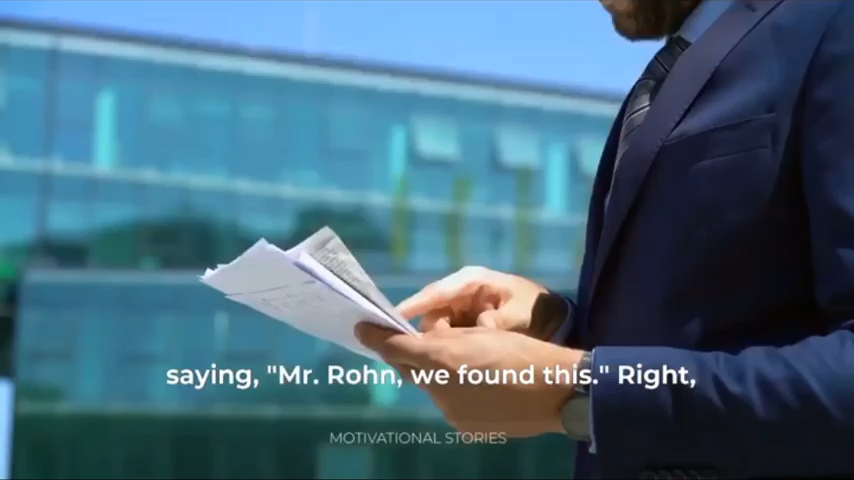 saying, "Mr. Rohn, we found this." Right,
MOTIVATIONAL STORIES